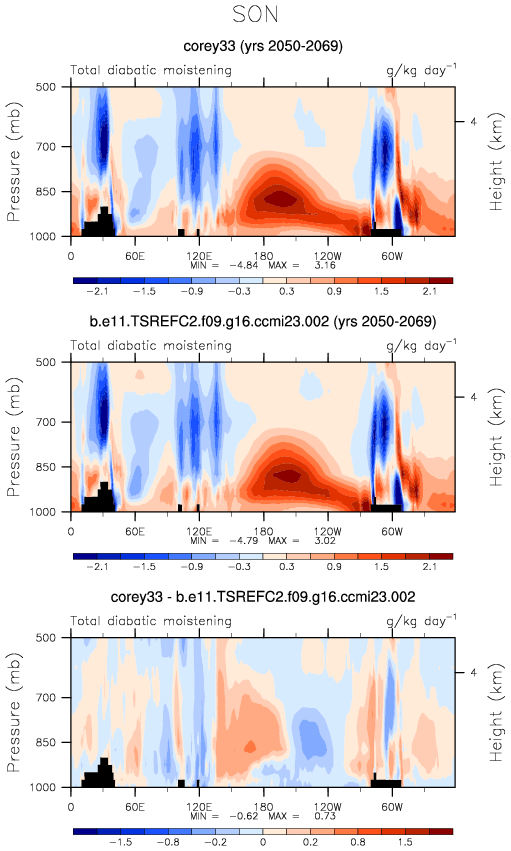 SON
corey33 (yrs 2050-2069)
Total diabatic moistening g/kg day-1
500
700
850
1000
Pressure (mb)
4
Height (km)
0 60E 120E 180 120W 60W
MIN = -4.84 MAX = 3.16
-2.1 -1.5 -0.9 -0.3 0.3 0.9 1.5 2.1
b.e11.TSREFC2.f09.g16.ccmi23.002 (yrs 2050-2069)
Total diabatic moistening g/kg day-1
500
700
850
1000
Pressure (mb)
4
Height (km)
0 60E 120E 180 120W 60W
MIN = -4.79 MAX = 3.02
-2.1 -1.5 -0.9 -0.3 0.3 0.9 1.5 2.1
corey33 - b.e11.TSREFC2.f09.g16.ccmi23.002
Total diabatic moistening g/kg day-1
500
700
850
1000
Pressure (mb)
4
Height (km)
0 60E 120E 180 120W 60W
MIN = -0.62 MAX = 0.73
-1.5 -0.8 -0.2 0 0.2 0.8 1.5